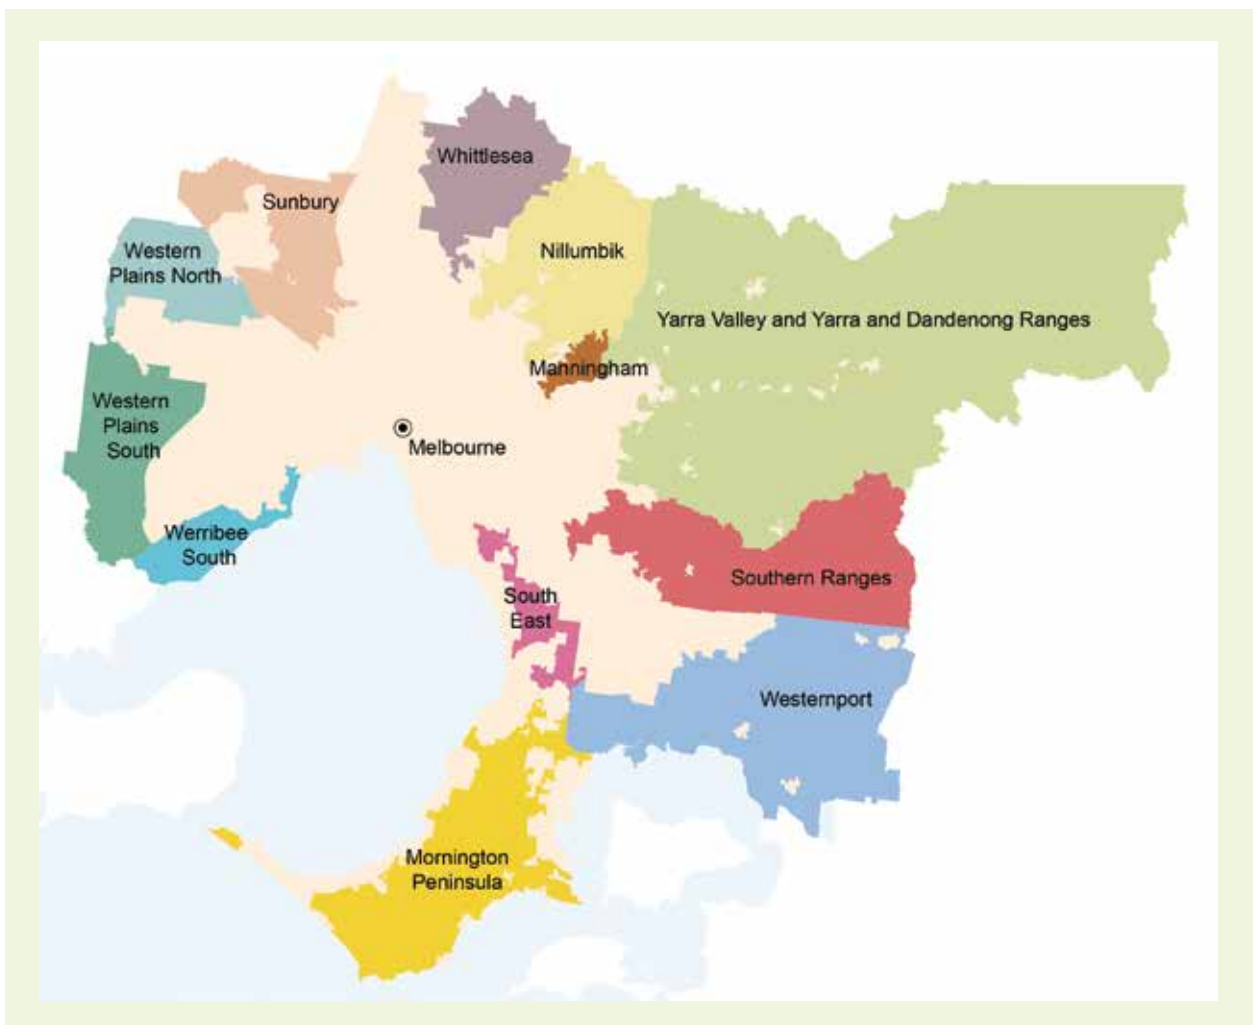 Whittlesea
Sunbury
Western
Plains North
Nillumbik
Yarra Valley and Yarra and Dandenong Ranges
Manningham
Western
Plains
South
Melbourne
Werribee
South
Southern Ranges
South
East
Westernport
Mornington
Peninsula